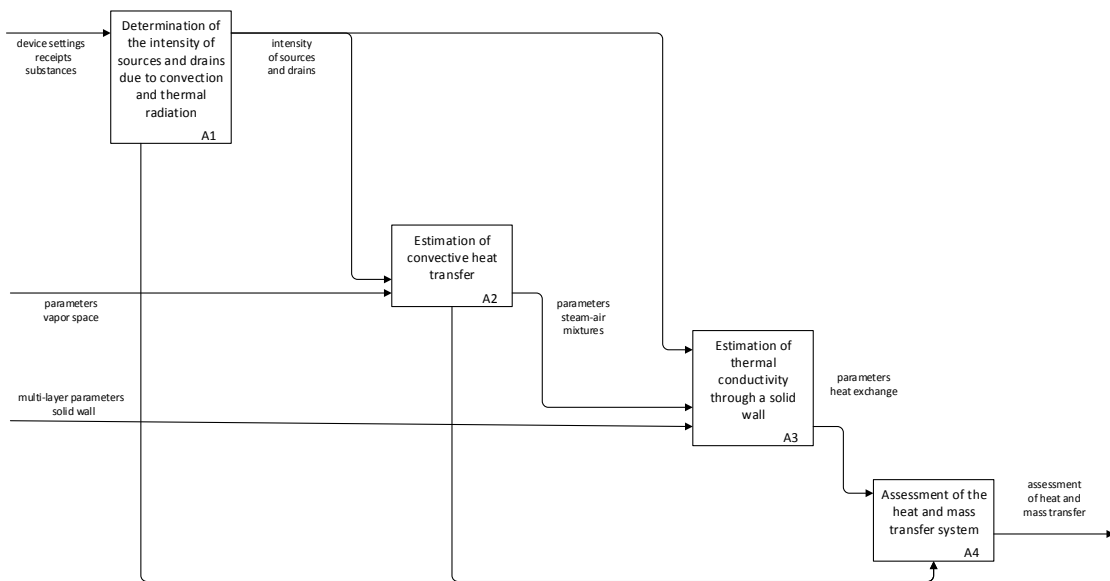 Determination of
the intensity of
sources and drains
due to convection
and thermal
radiation
A1
device settings
receipts
substances
intensity
of sources
and drains
Estimation of
convective heat
transfer
A2
parameters
vapor space
parameters
steam-air
mixtures
Estimation of
thermal
conductivity
through a solid
wall
A3
multi-layer parameters
solid wall
parameters
heat exchange
Assessment of the
heat and mass
transfer system
A4
assessment
of heat and
mass transfer